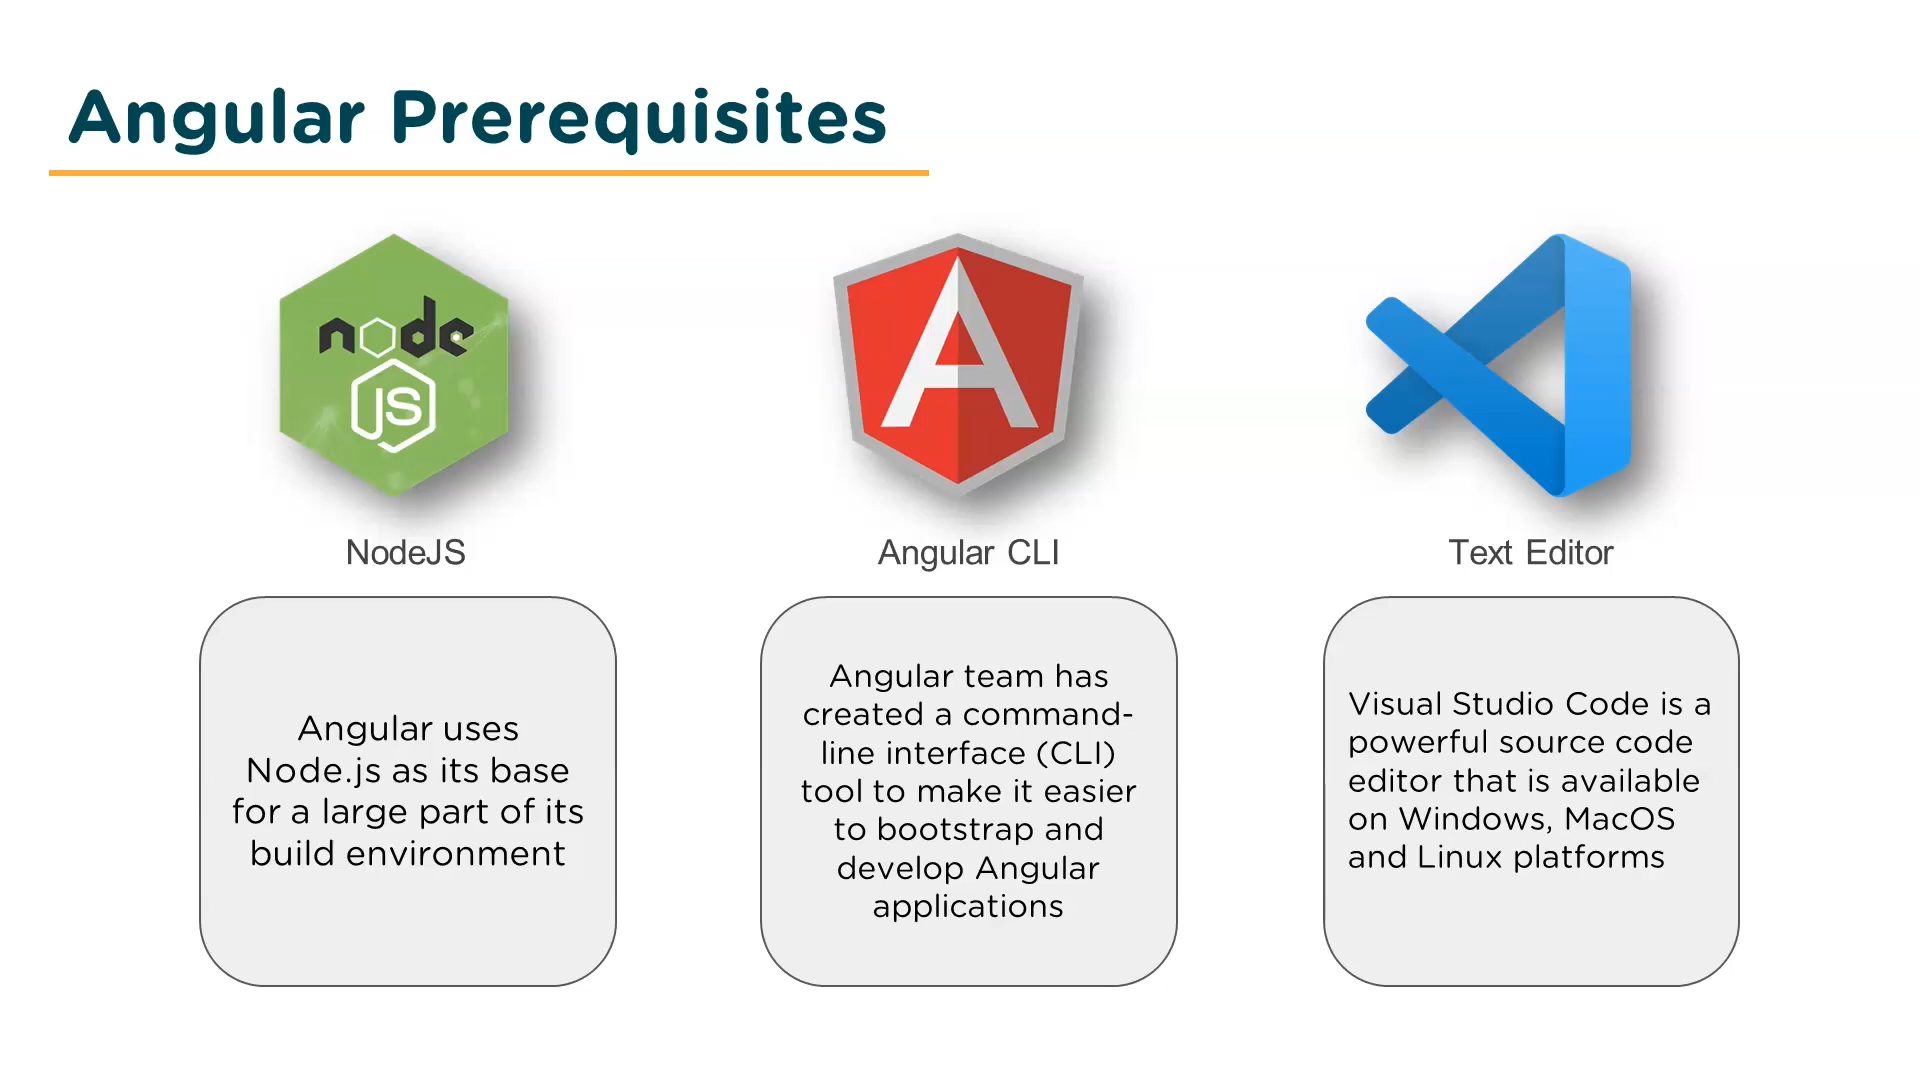 Angular Prerequisites
node
JS
A
NodeJS
Angular CLI
Text Editor
Angular uses
Node.js as its base
for a large part of its
build environment
Angular team has
created a command-
line interface (CLI)
tool to make it easier
to bootstrap and
develop Angular
applications
Visual Studio Code is a
powerful source code
editor that is available
on Windows, MacOS
and Linux platforms